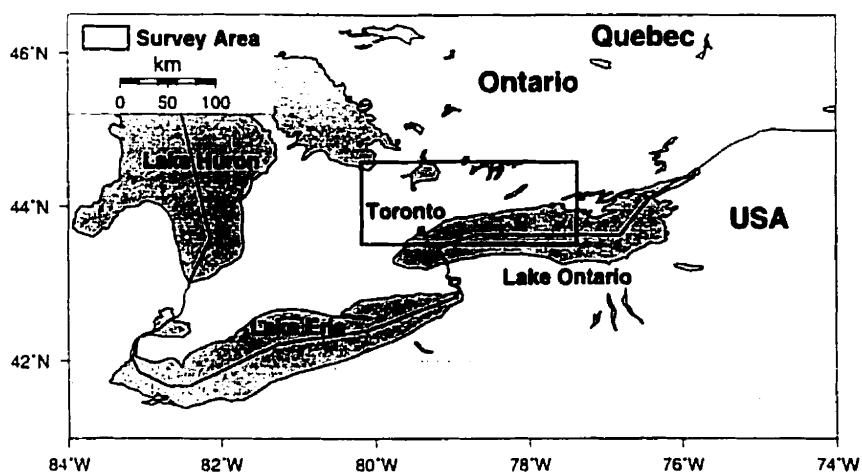 46°N
Survey Area
km
0 50 100
Quebec
Ontario
Lake Huron
44°N
Toronto
USA
Lake Ontario
Lake Erie
42°N
84°W 82°W 80°W 78°W 76°W 74°W